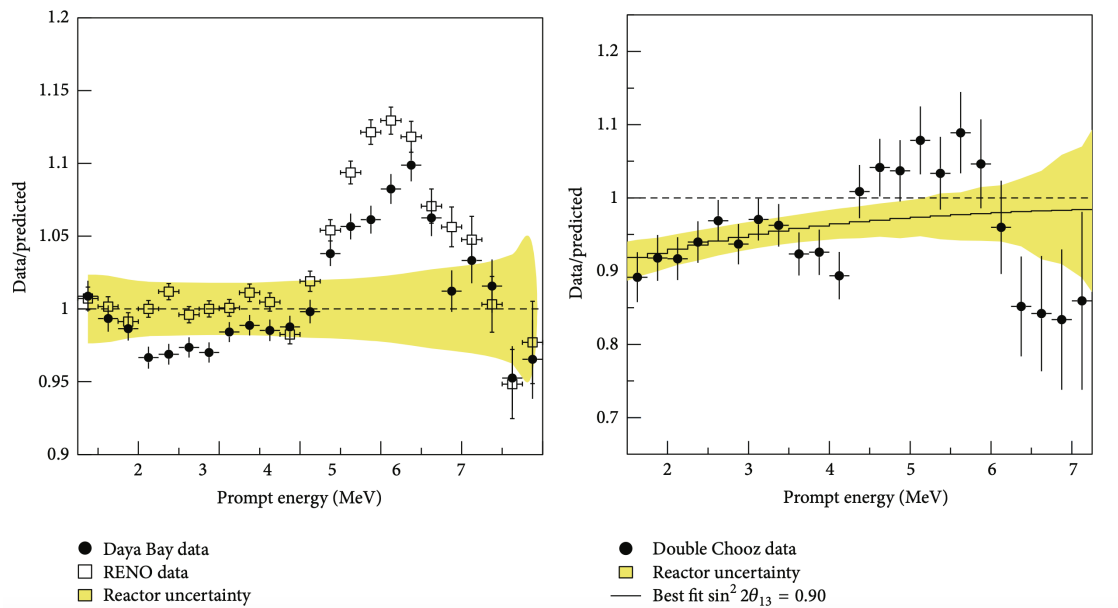 1.2
1.15
1.1
1.05
1
0.95
0.9
Data/predicted
2 3 4 5 6 7
Prompt energy (MeV)
Daya Bay data
RENO data
Reactor uncertainty
1.2
1.1
1
0.9
0.8
0.7
Data/predicted
2 3 4 5 6 7
Prompt energy (MeV)
Double Chooz data
Reactor uncertainty
Best fit sin² 2θ₁₃ = 0.90